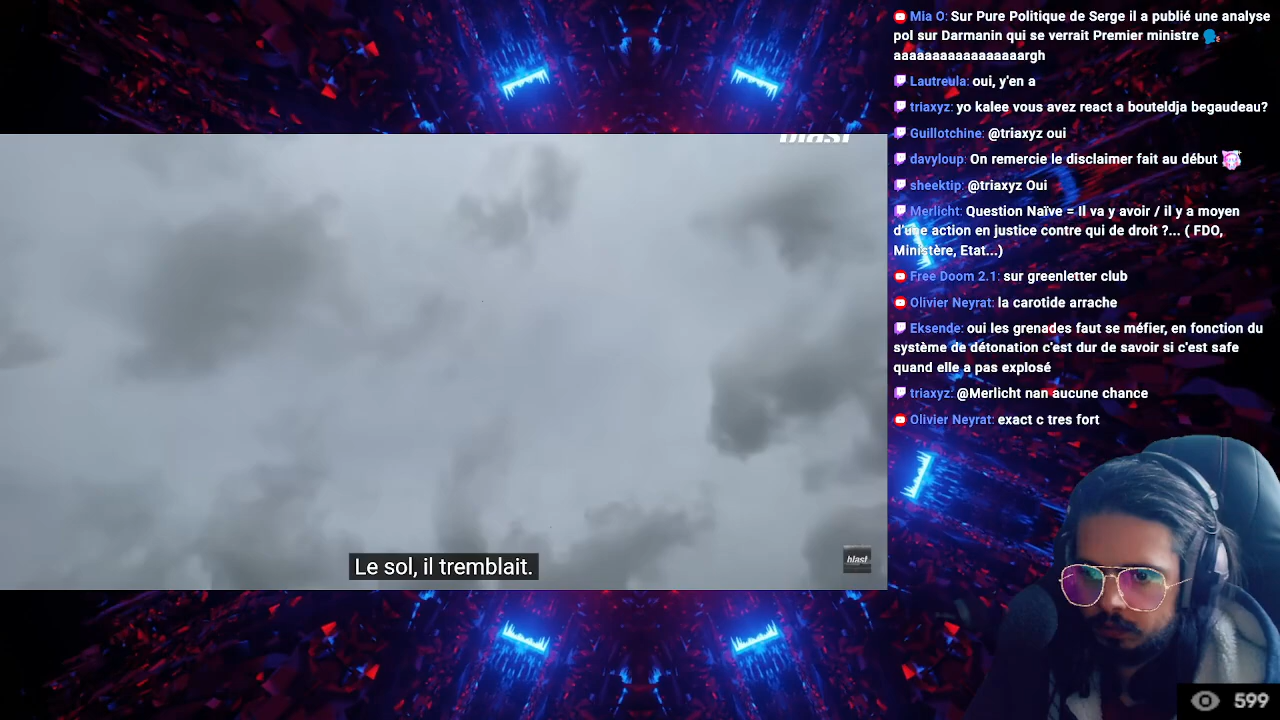 blast
Le sol, il tremblait.
blast
Mia O: Sur Pure Politique de Serge il a publié une analyse
pol sur Darmanin qui se verrait Premier ministre
aaaaaaaaaaaaaaaaargh
Lautreula: oui, y'en a
triaxyz: yo kalee vous avez react a bouteldja begaudeau?
Guillotchine: @triaxyz oui
davyloup: On remercie le disclaimer fait au début
sheektip: @triaxyz Oui
Merlicht: Question Naïve = Il va y avoir / il y a moyen
d'une action en justice contre qui de droit ?... ( FDO,
Ministère, Etat...)
Free Doom 2.1: sur greenletter club
Olivier Neyrat: la carotide arrache
Eksende: oui les grenades faut se méfier, en fonction du
système de détonation c'est dur de savoir si c'est safe
quand elle a pas explosé
triaxyz: @Merlicht nan aucune chance
Olivier Neyrat: exact c tres fort
599